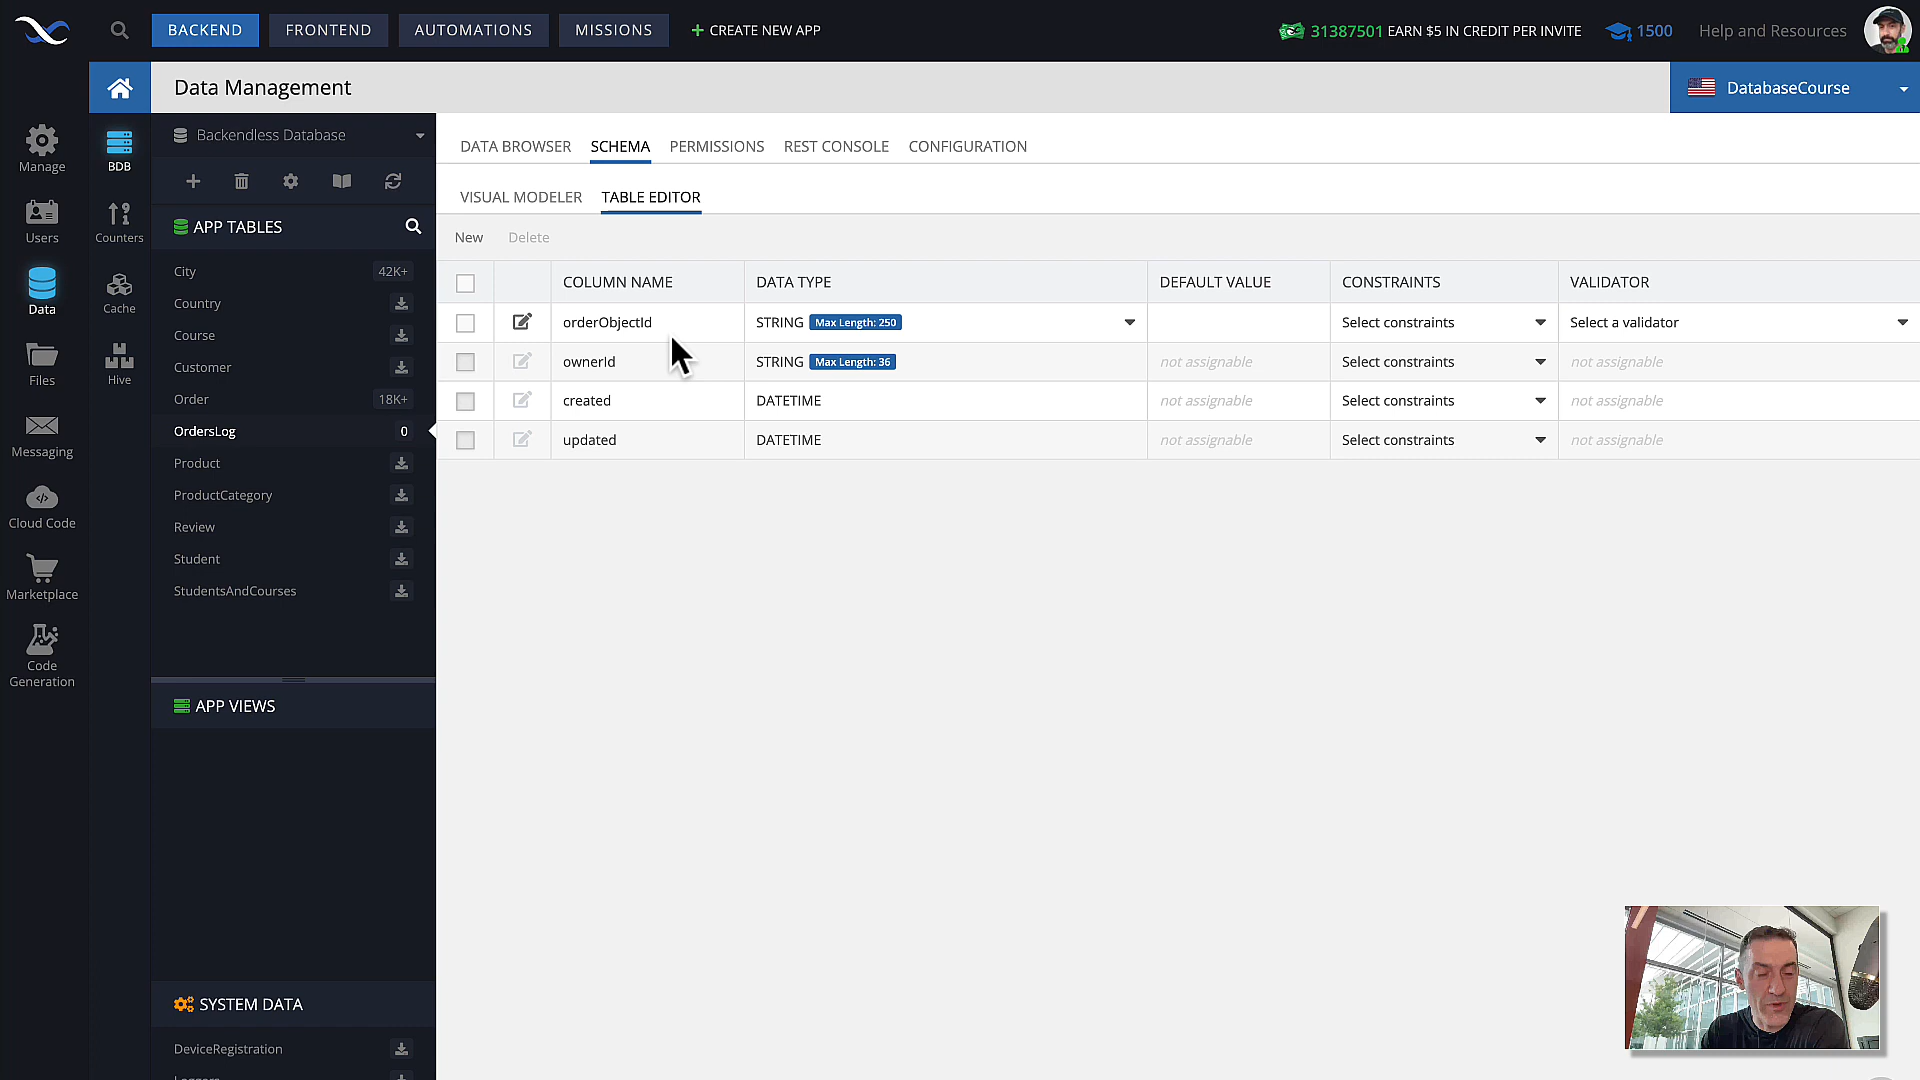 BACKEND FRONTEND AUTOMATIONS MISSIONS + CREATE NEW APP 31387501 EARN $5 IN CREDIT PER INVITE 1500 Help and Resources
Data Management DatabaseCourse
Manage
Users
Data
Files
Messaging
Cloud Code
Marketplace
Code
Generation
BDB
Counters
Cache
Hive
Backendless Database
APP TABLES
City 42K+
Country
Course
Customer
Order 18K+
OrdersLog 0
Product
ProductCategory
Review
Student
StudentsAndCourses
APP VIEWS
SYSTEM DATA
DeviceRegistration
Loggers
DATA BROWSER SCHEMA PERMISSIONS REST CONSOLE CONFIGURATION
VISUAL MODELER TABLE EDITOR
New Delete
COLUMN NAME DATA TYPE DEFAULT VALUE CONSTRAINTS VALIDATOR
orderObjectId STRING Max Length: 250 Select constraints Select a validator
ownerId STRING Max Length: 36 not assignable Select constraints not assignable
created DATETIME not assignable Select constraints not assignable
updated DATETIME not assignable Select constraints not assignable